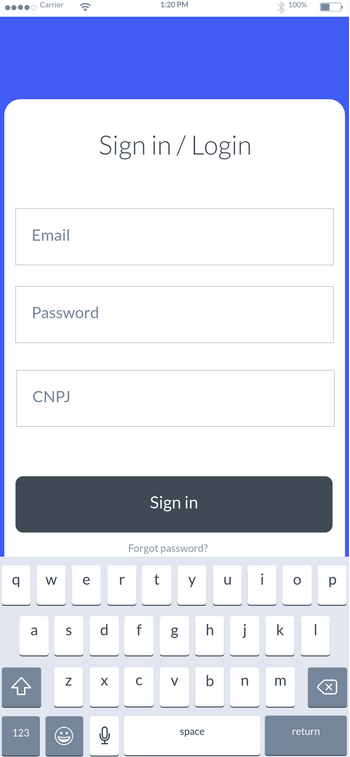 Carrier 1:20 PM 100%
Sign in / Login
Email
Password
CNPJ
Sign in
Forgot password?
q w e r t y u i o p
a s d f g h j k l
z x c v b n m
123 space return